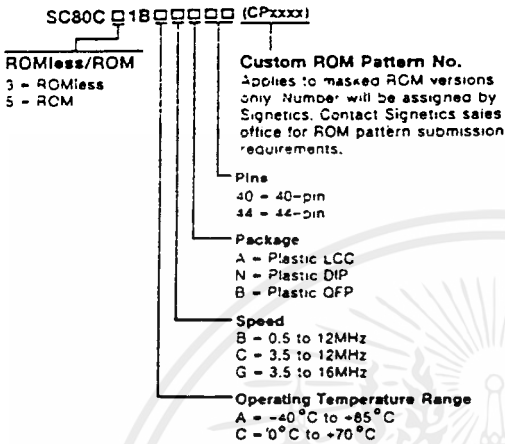 SC80C □ 1B □ □ □ □ (CPxxxx)
ROMless/ROM
3 = ROMless
5 = ROM
Custom ROM Pattern No.
Applies to masked ROM versions
only. Number will be assigned by
Signetics. Contact Signetics sales
office for ROM pattern submission
requirements.
Pins
40 = 40-pin
44 = 44-pin
Package
A = Plastic LCC
N = Plastic DIP
B = Plastic QFP
Speed
B = 0.5 to 12MHz
C = 3.5 to 12MHz
G = 3.5 to 16MHz
Operating Temperature Range
A = -40°C to +85°C
C = 0°C to +70°C